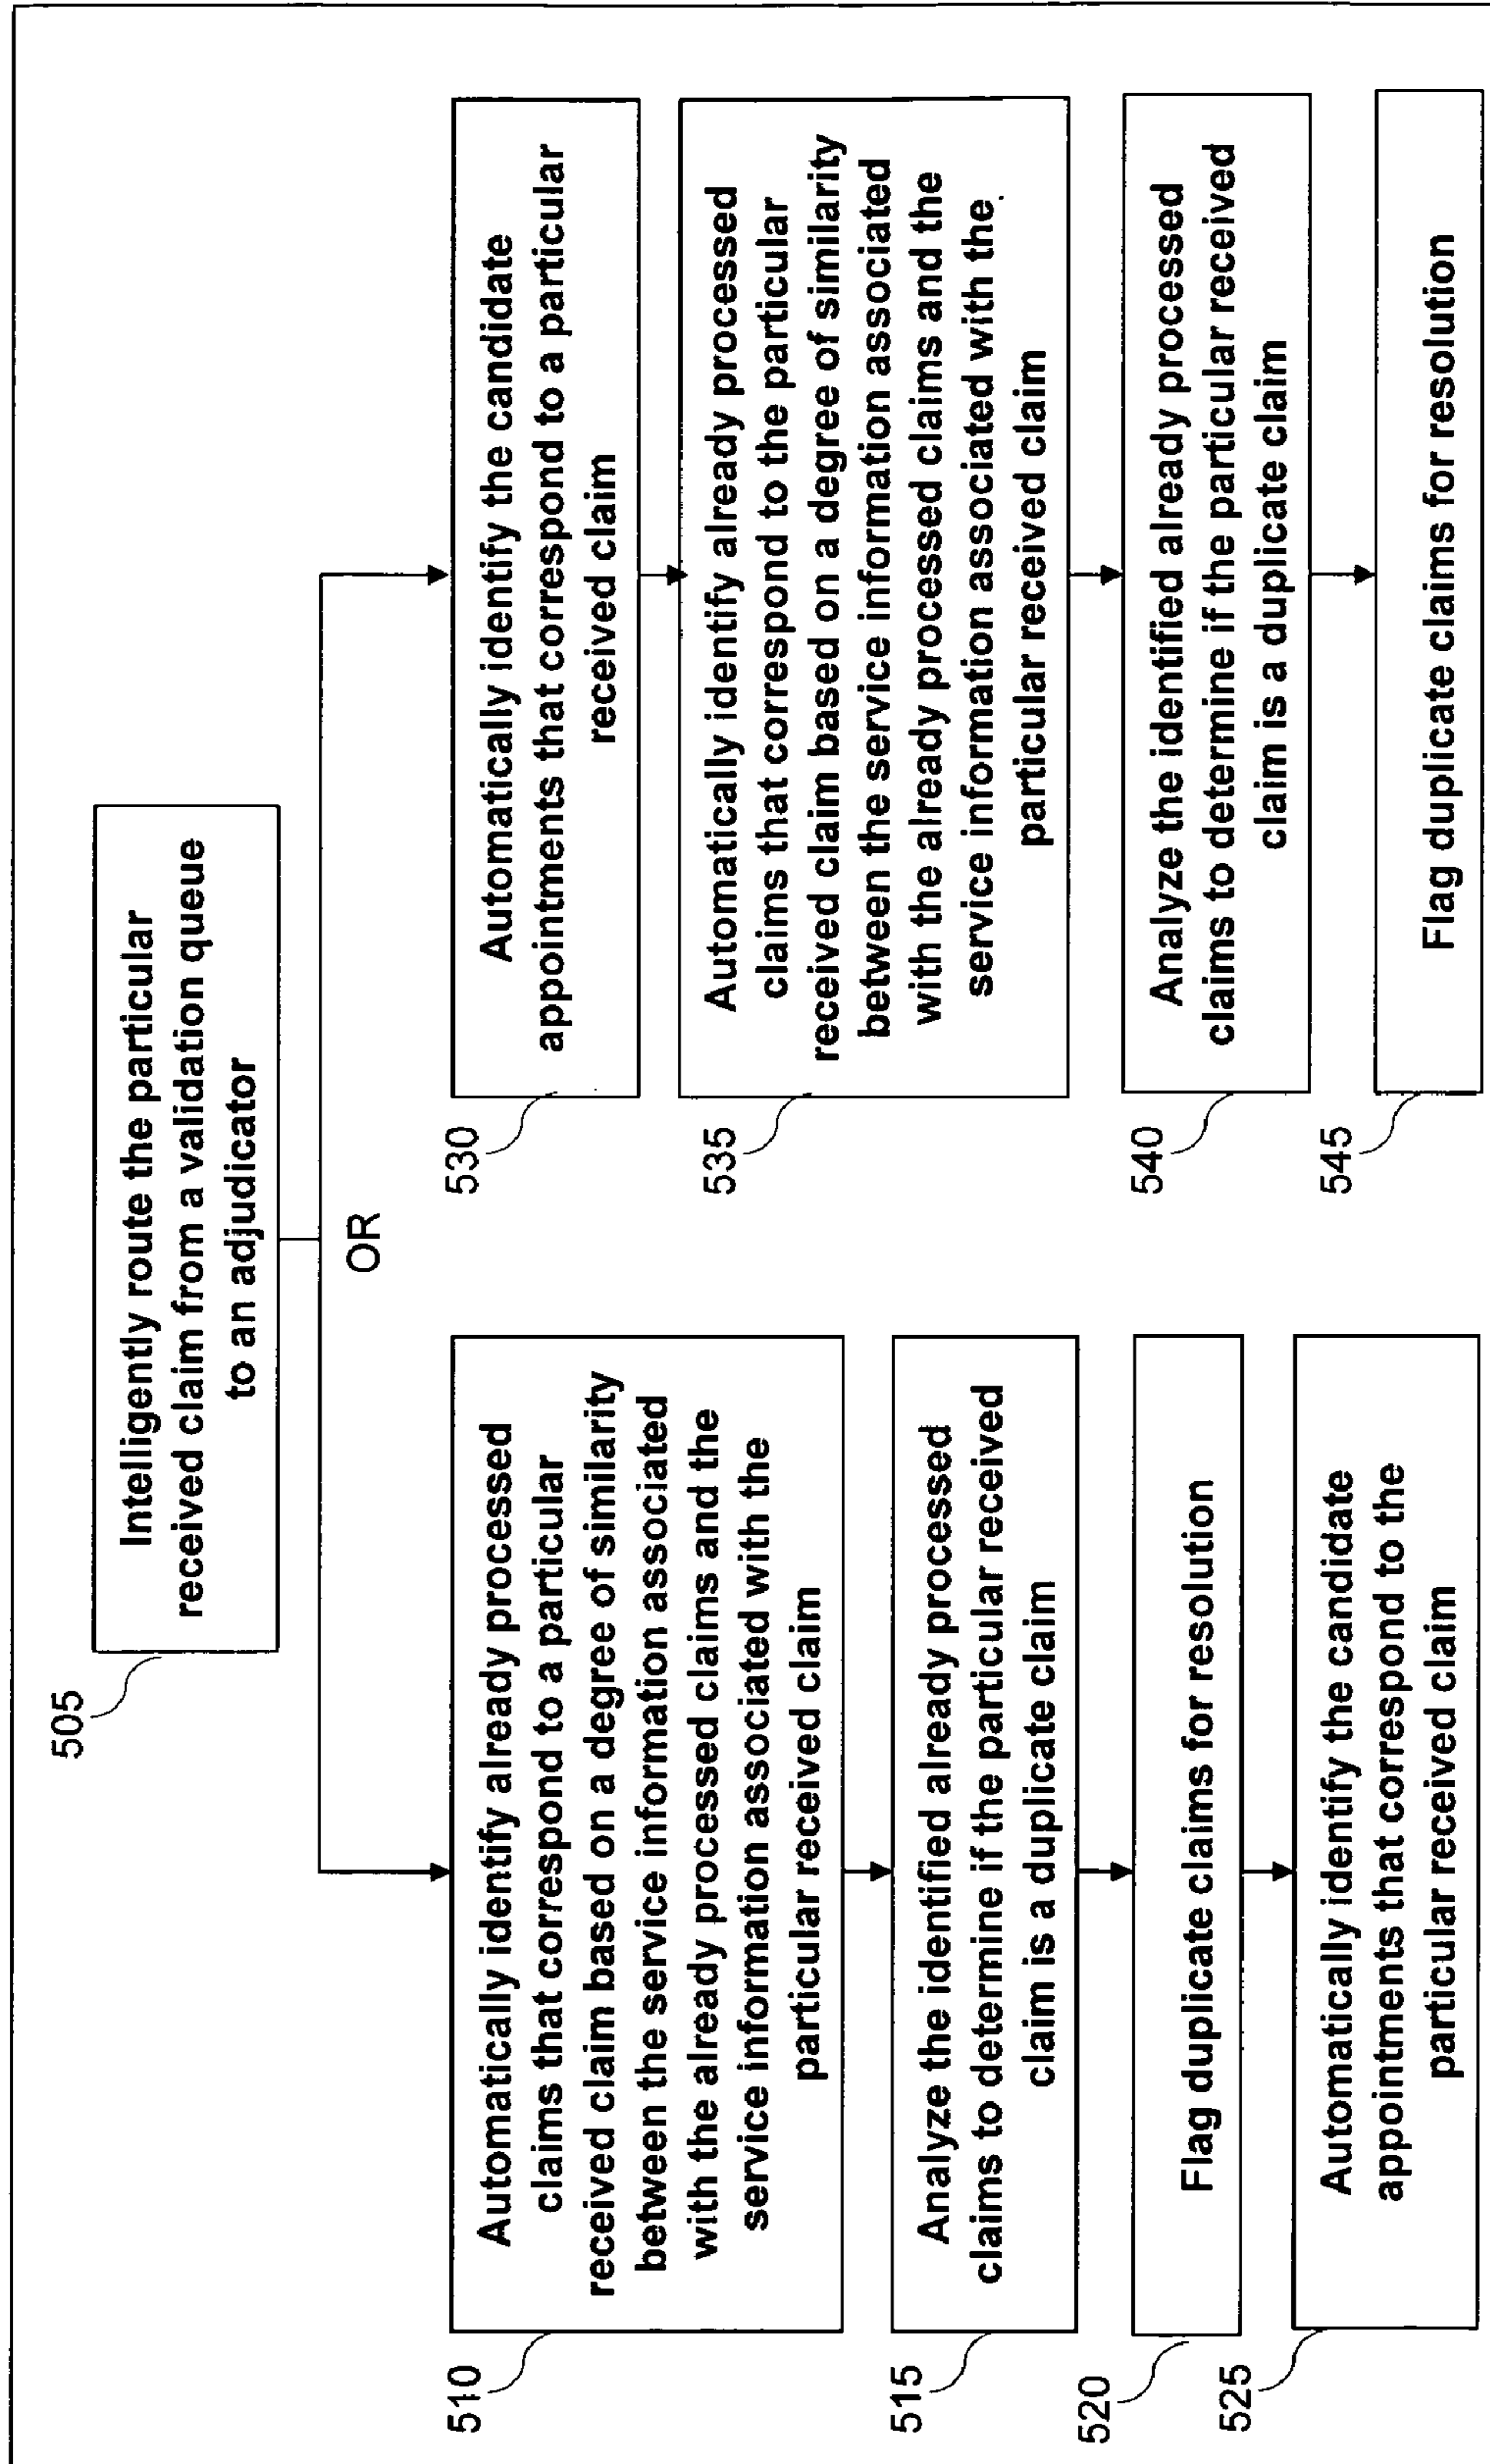 505
Intelligently route the particular
received claim from a validation queue
to an adjudicator
OR
510
Automatically identify already processed
claims that correspond to a particular
received claim based on a degree of similarity
between the service information associated
with the already processed claims and the
service information associated with the
particular received claim
515
Analyze the identified already processed
claims to determine if the particular received
claim is a duplicate claim
520
Flag duplicate claims for resolution
525
Automatically identify the candidate
appointments that correspond to the
particular received claim
530
Automatically identify the candidate
appointments that correspond to a particular
received claim
535
Automatically identify already processed
claims that correspond to the particular
received claim based on a degree of similarity
between the service information associated
with the already processed claims and the
service information associated with the
particular received claim
540
Analyze the identified already processed
claims to determine if the particular received
claim is a duplicate claim
545
Flag duplicate claims for resolution